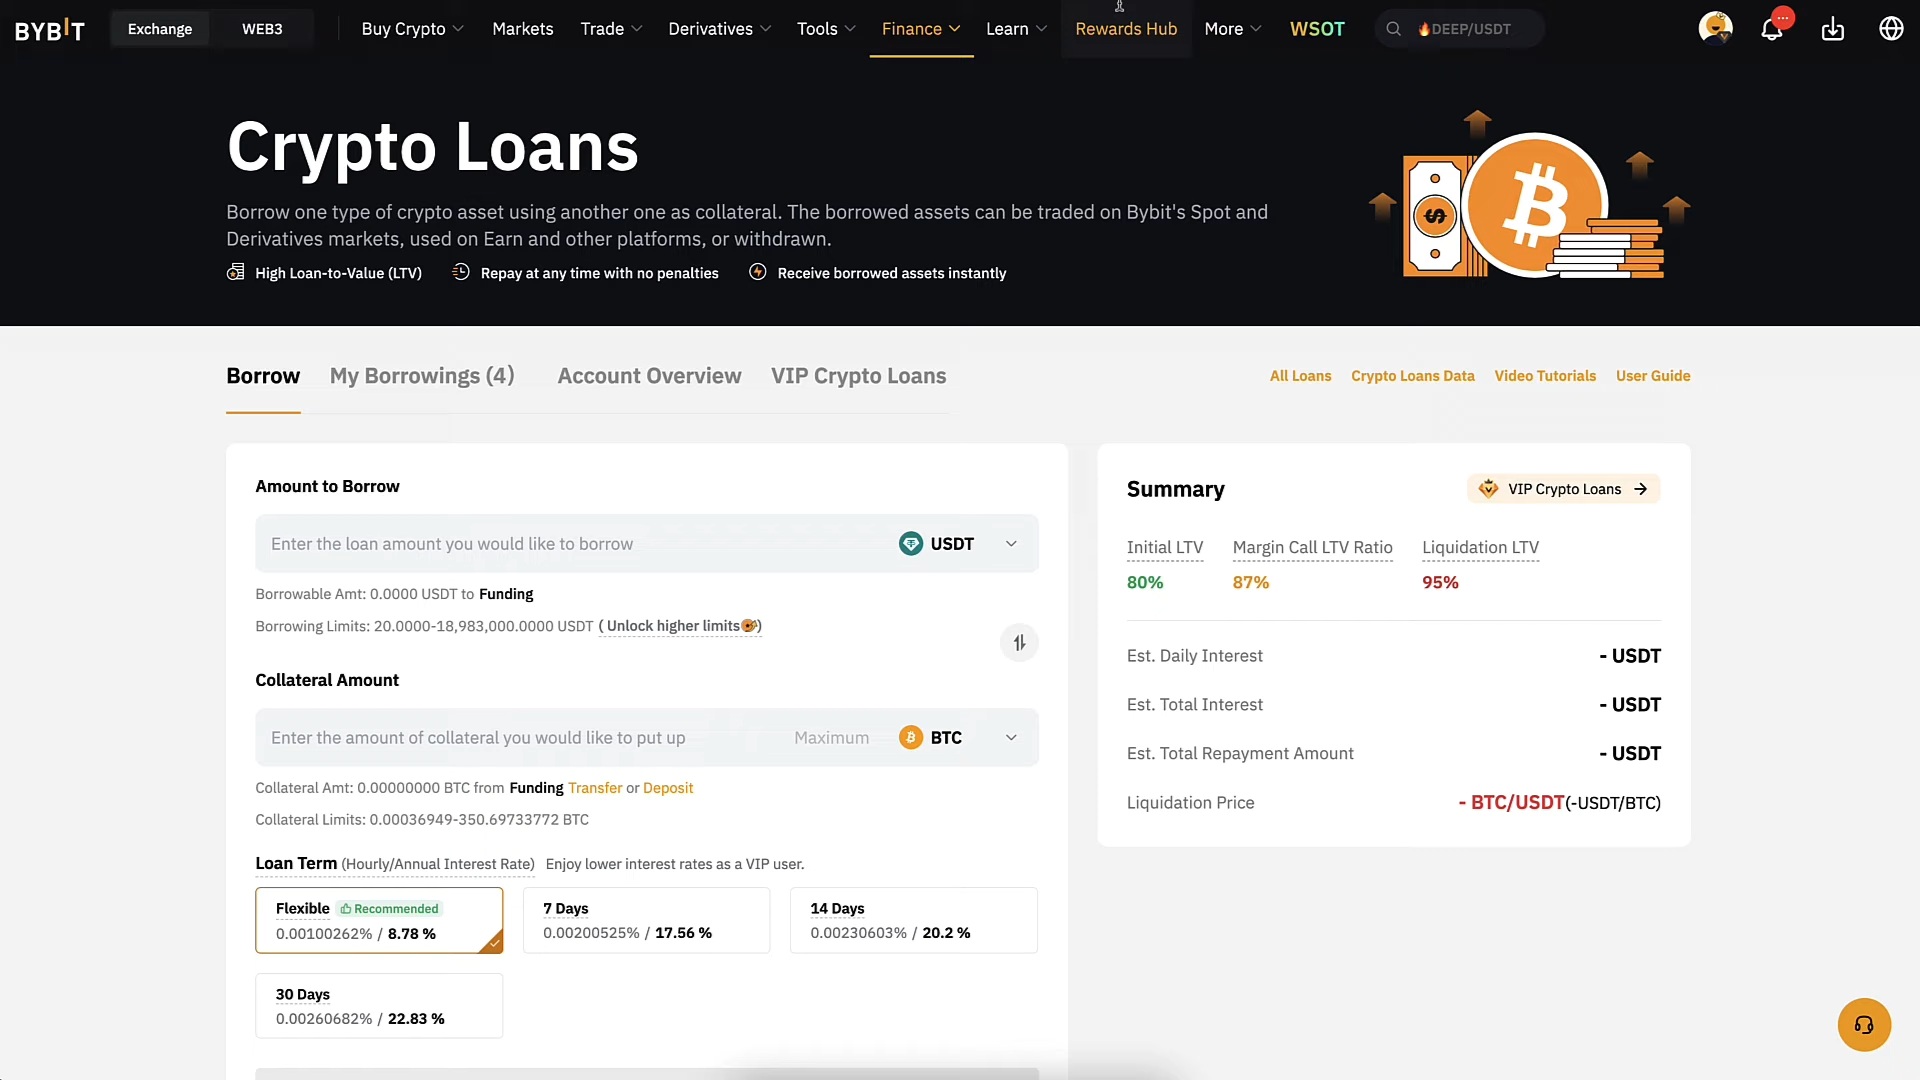 BYBIT
Exchange
WEB3
Buy Crypto
Markets
Trade
Derivatives
Tools
Finance
Learn
Rewards Hub
More
WSOT
🔥DEEP/USDT
Crypto Loans
Borrow one type of crypto asset using another one as collateral. The borrowed assets can be traded on Bybit's Spot and
Derivatives markets, used on Earn and other platforms, or withdrawn.
High Loan-to-Value (LTV)
Repay at any time with no penalties
Receive borrowed assets instantly
Borrow
My Borrowings (4)
Account Overview
VIP Crypto Loans
All Loans
Crypto Loans Data
Video Tutorials
User Guide
Amount to Borrow
Enter the loan amount you would like to borrow
USDT
Borrowable Amt: 0.0000 USDT to Funding
Borrowing Limits: 20.0000-18,983,000.0000 USDT ( Unlock higher limits)
Collateral Amount
Enter the amount of collateral you would like to put up
Maximum
BTC
Collateral Amt: 0.00000000 BTC from Funding Transfer or Deposit
Collateral Limits: 0.00036949-350.69733772 BTC
Loan Term (Hourly/Annual Interest Rate) Enjoy lower interest rates as a VIP user.
Flexible Recommended
0.00100262% / 8.78 %
7 Days
0.00200525% / 17.56 %
14 Days
0.00230603% / 20.2 %
30 Days
0.00260682% / 22.83 %
Summary
VIP Crypto Loans
Initial LTV
80%
Margin Call LTV Ratio
87%
Liquidation LTV
95%
Est. Daily Interest
- USDT
Est. Total Interest
- USDT
Est. Total Repayment Amount
- USDT
Liquidation Price
- BTC/USDT(-USDT/BTC)